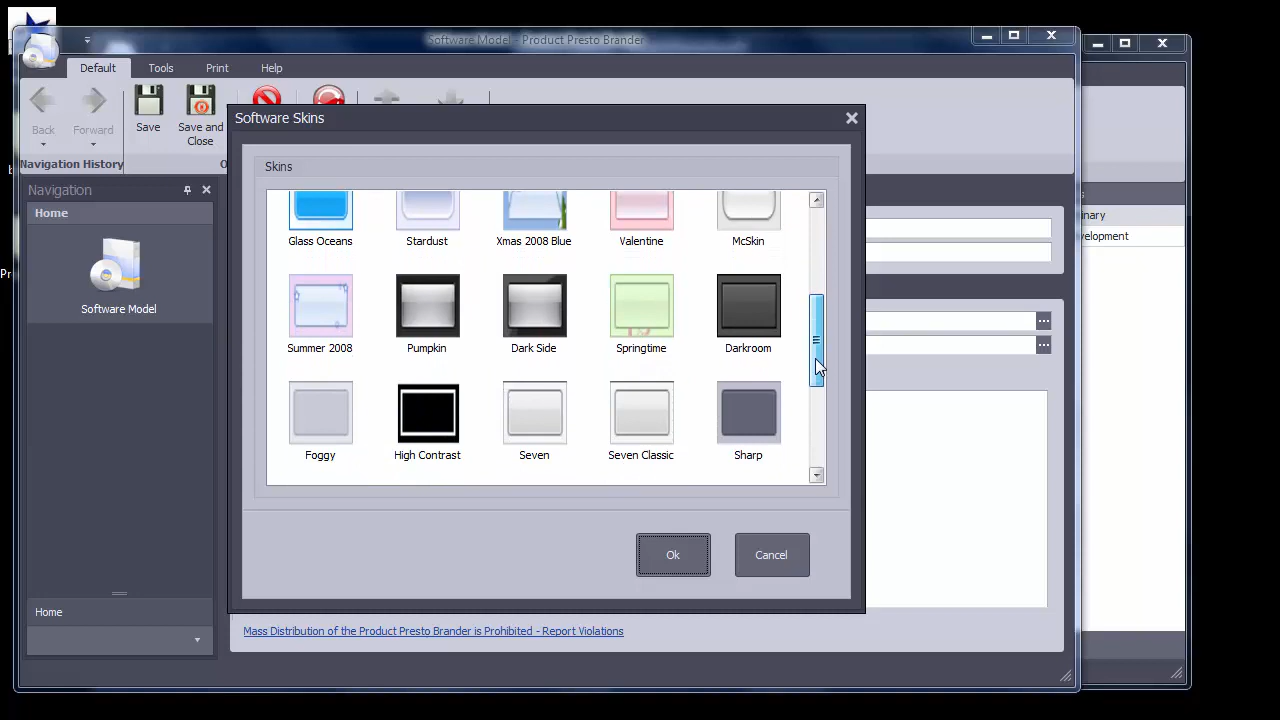 Software Model - Product Presto Brander
Default Tools Print Help
Back Forward Save Save and Close
Navigation History
Software Skins
Skins
Navigation
Home
Software Model
Glass Oceans Stardust Xmas 2008 Blue Valentine McSkin
Summer 2008 Pumpkin Dark Side Springtime Darkroom
Foggy High Contrast Seven Seven Classic Sharp
Ok Cancel
Home
Mass Distribution of the Product Presto Brander is Prohibited - Report Violations